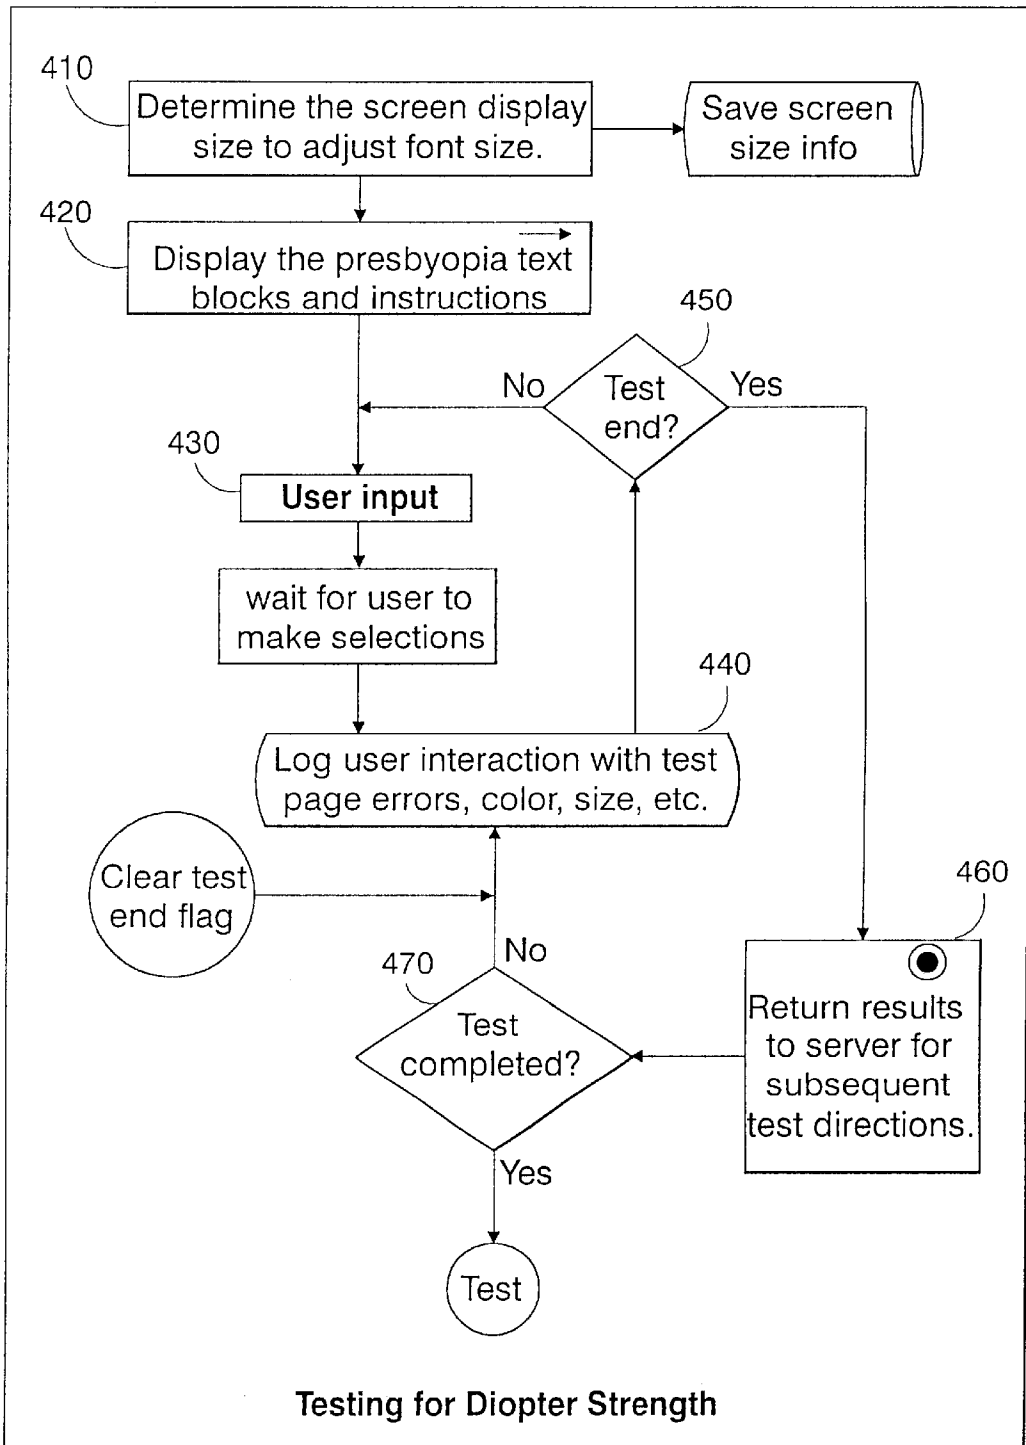 410
Determine the screen display
size to adjust font size.
Save screen
size info
420
Display the presbyopia text
blocks and instructions
450
No
Test
end?
Yes
430
User input
wait for user to
make selections
440
Log user interaction with test
page errors, color, size, etc.
Clear test
end flag
460
No
470
Return results
to server for
subsequent
test directions.
Test
completed?
Yes
Test
Testing for Diopter Strength